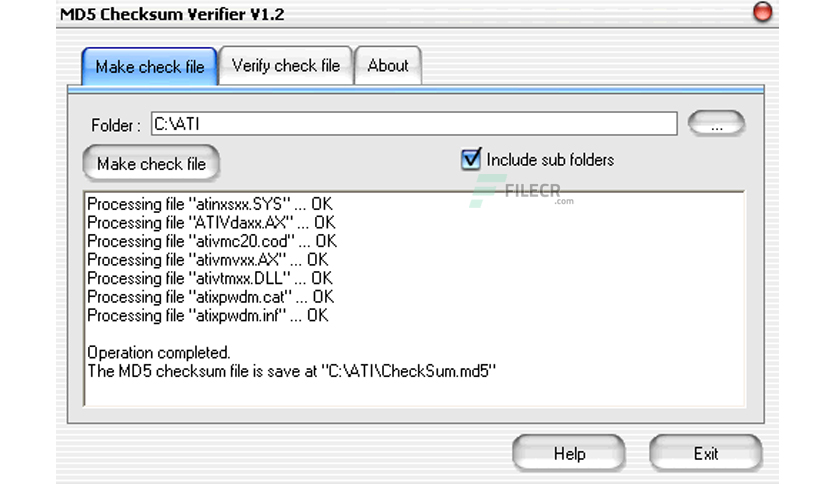 MD5 Checksum Verifier V1.2
Make check file
Verify check file
About
Folder : C:\ATI
...
Make check file
Include sub folders
FILECR
.com
Processing file "atinxsxx.SYS" ... OK
Processing file "ATIVdaxx.AX" ... OK
Processing file "ativmc20.cod" ... OK
Processing file "ativmvxx.AX" ... OK
Processing file "ativtmxx.DLL" ... OK
Processing file "atixpwdm.cat" ... OK
Processing file "atixpwdm.inf" ... OK
Operation completed.
The MD5 checksum file is save at "C:\ATI\CheckSum.md5"
Help
Exit